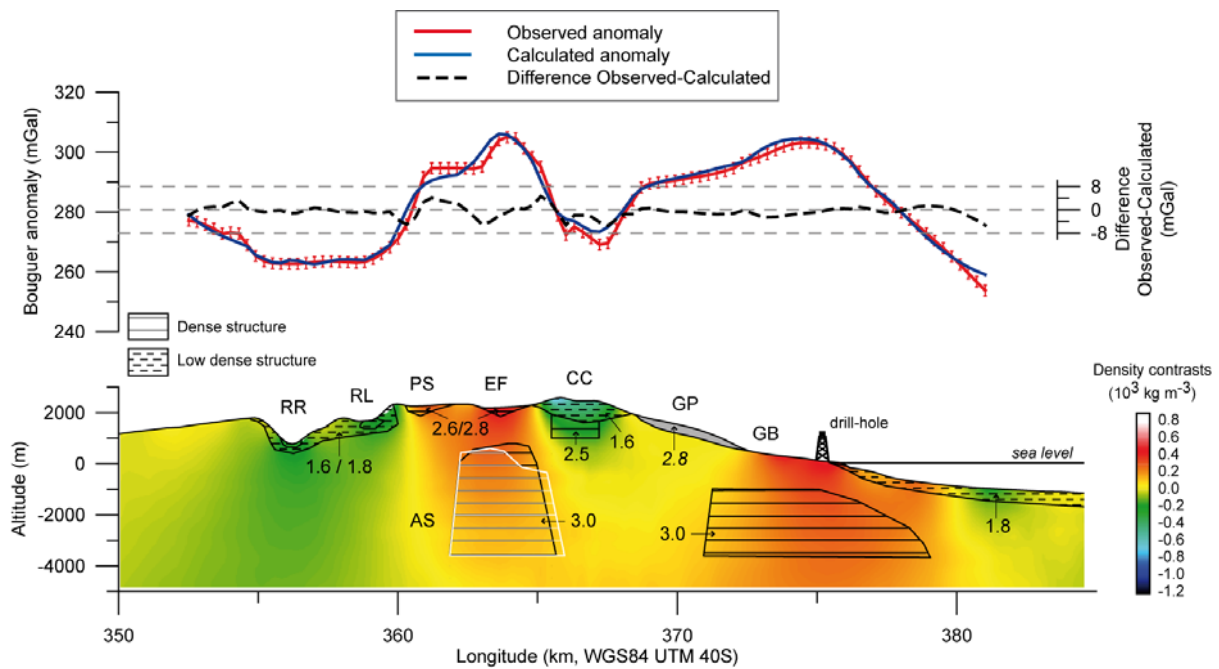 Observed anomaly
Calculated anomaly
Difference Observed-Calculated
Bouguer anomaly (mGal)
320
300
280
260
240
8
0
-8
Difference
Observed-Calculated
(mGal)
Dense structure
Low dense structure
Altitude (m)
2000
0
-2000
-4000
RR
RL
PS
EF
CC
GP
GB
drill-hole
sea level
2.6/2.8
1.6
1.6 / 1.8
2.5
2.8
AS
3.0
3.0
1.8
Density contrasts
(10³ kg m⁻³)
0.8
0.6
0.4
0.2
0.0
-0.2
-0.4
-0.6
-0.8
-1.0
-1.2
350
360
370
380
Longitude (km, WGS84 UTM 40S)